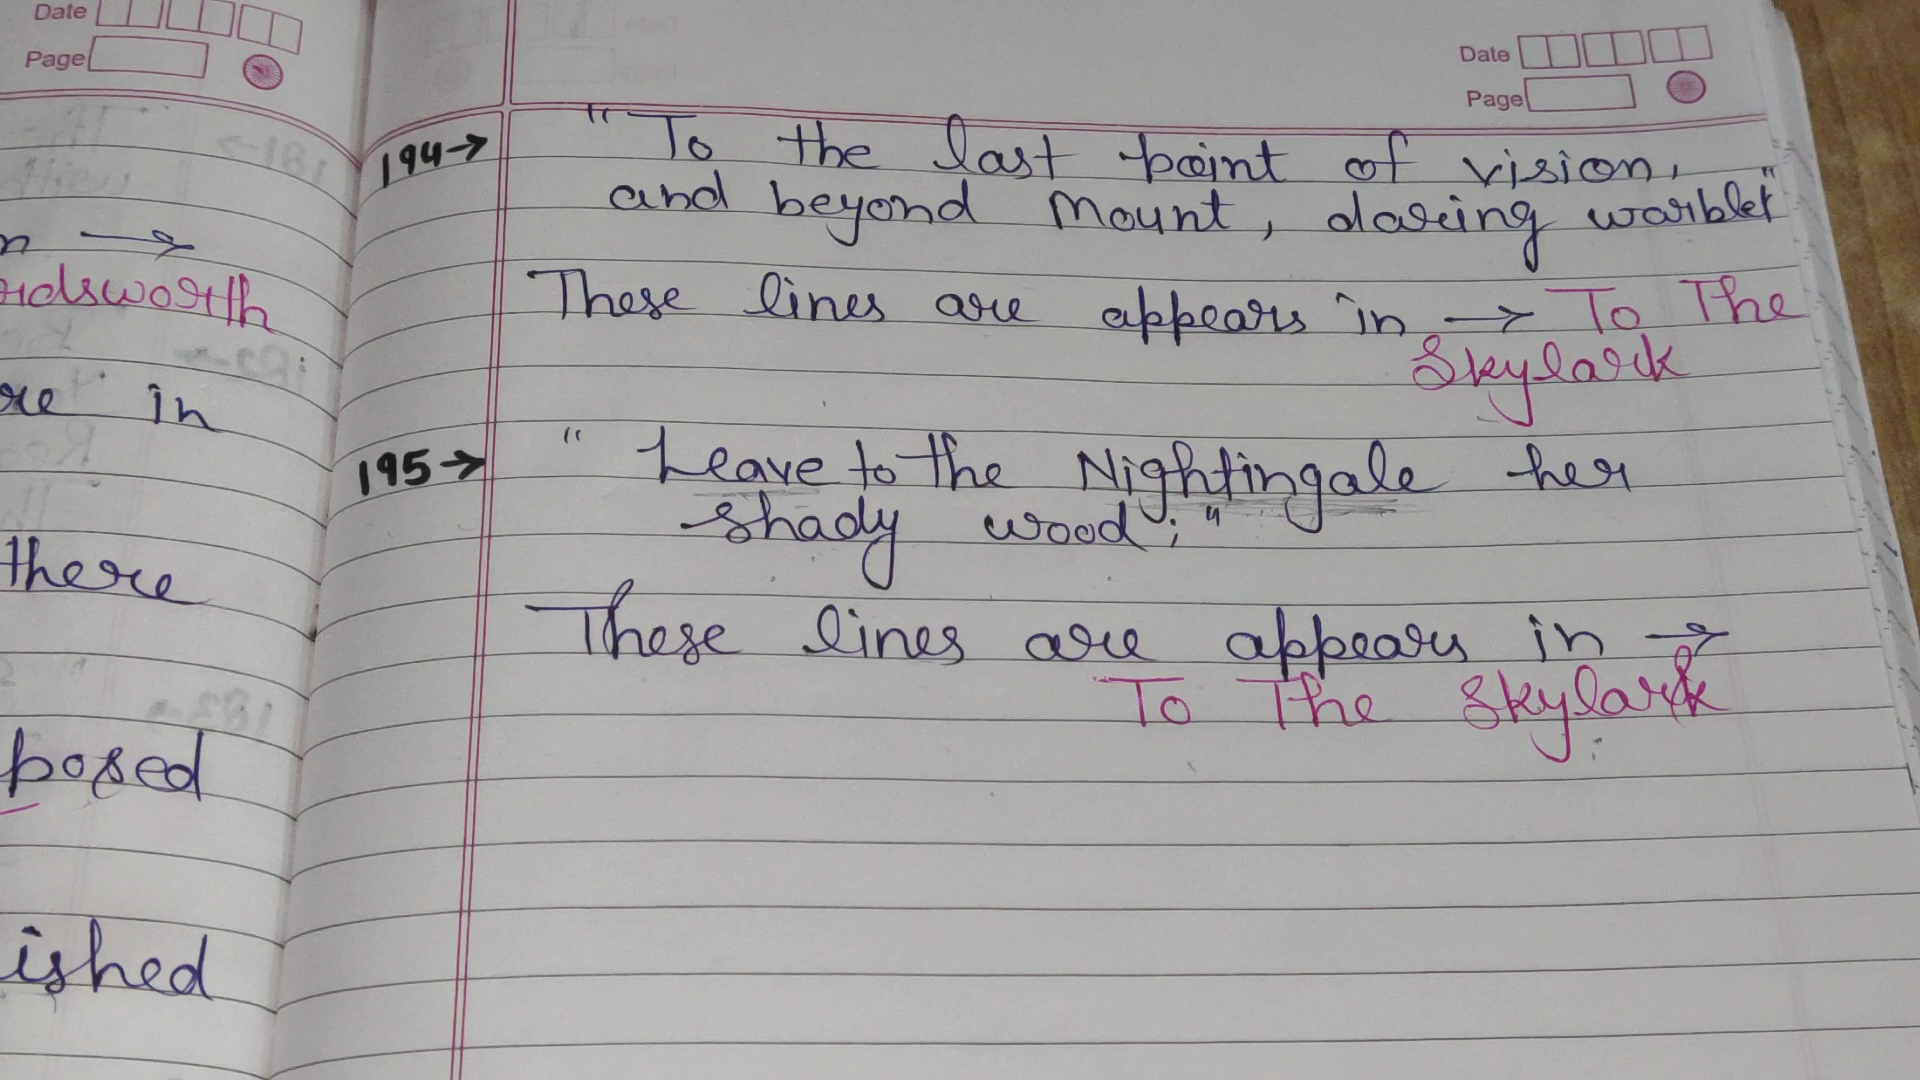 Date
Page
n →
rdsworth
re in
there
posed
ished
Date
Page
194→ "To the last point of vision,
and beyond Mount, daring warbler"
These lines are appears in → To The
Skylark
195→ "Leave to the Nightingale her
shady wood;"
These lines are appears in →
To The Skylark